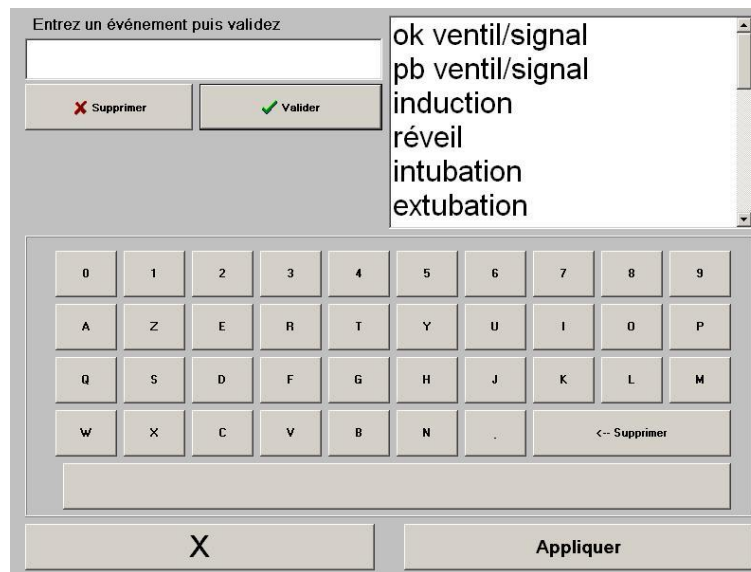 Entrez un événement puis validez
Supprimer
Valider
ok ventil/signal
pb ventil/signal
induction
réveil
intubation
extubation
0 1 2 3 4 5 6 7 8 9
A Z E R T Y U I O P
Q S D F G H J K L M
W X C V B N . <-- Supprimer
X
Appliquer